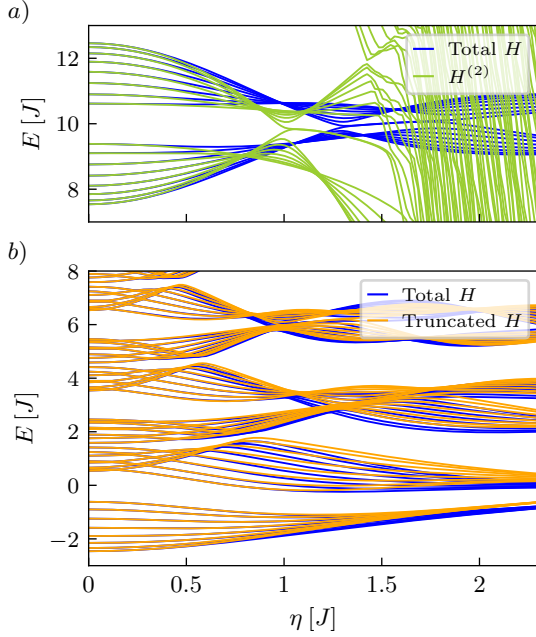 a)
12
10
8
E [J]
Total H
H^{(2)}
b)
8
6
4
2
0
−2
E [J]
Total H
Truncated H
0
0.5
1
1.5
2
η [J]